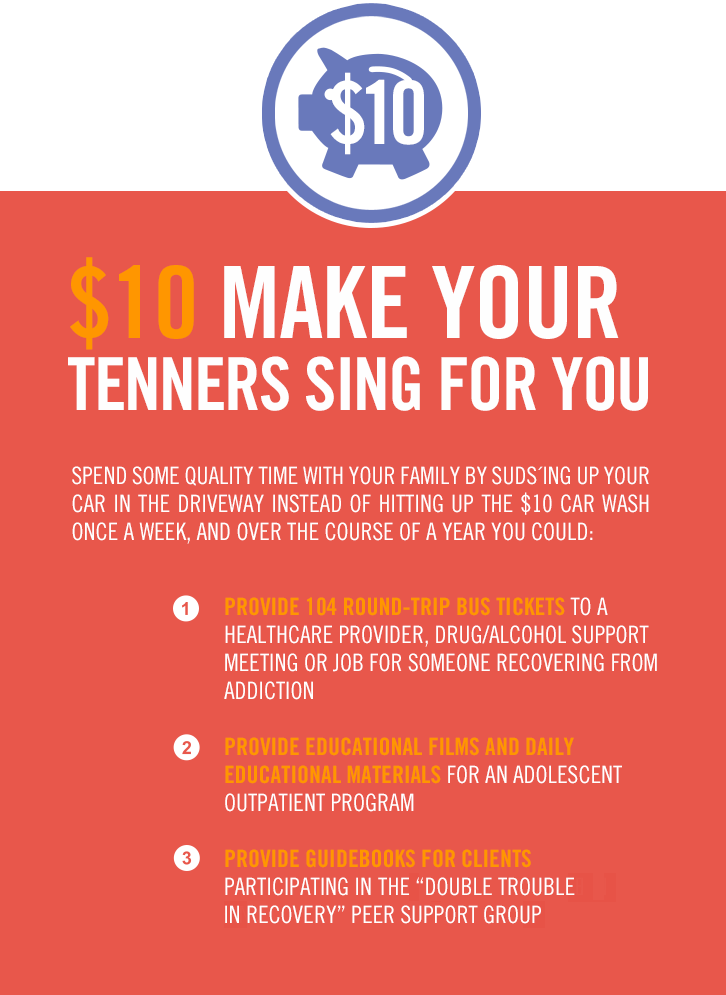 $10
$10 MAKE YOUR
TENNERS SING FOR YOU
SPEND SOME QUALITY TIME WITH YOUR FAMILY BY SUDS´ING UP YOUR
CAR IN THE DRIVEWAY INSTEAD OF HITTING UP THE $10 CAR WASH
ONCE A WEEK, AND OVER THE COURSE OF A YEAR YOU COULD:
1 PROVIDE 104 ROUND-TRIP BUS TICKETS TO A
HEALTHCARE PROVIDER, DRUG/ALCOHOL SUPPORT
MEETING OR JOB FOR SOMEONE RECOVERING FROM
ADDICTION
2 PROVIDE EDUCATIONAL FILMS AND DAILY
EDUCATIONAL MATERIALS FOR AN ADOLESCENT
OUTPATIENT PROGRAM
3 PROVIDE GUIDEBOOKS FOR CLIENTS
PARTICIPATING IN THE “DOUBLE TROUBLE
IN RECOVERY” PEER SUPPORT GROUP